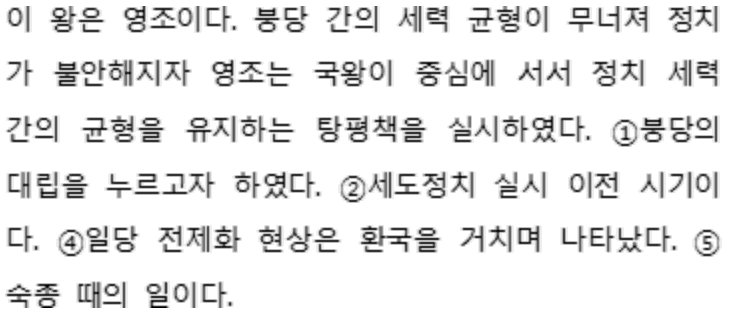 이 왕은 영조이다. 붕당 간의 세력 균형이 무너져 정치
가 불안해지자 영조는 국왕이 중심에 서서 정치 세력
간의 균형을 유지하는 탕평책을 실시하였다. ①붕당의
대립을 누르고자 하였다. ②세도정치 실시 이전 시기이
다. ④일당 전제화 현상은 환국을 거치며 나타났다. ⑤
숙종 때의 일이다.